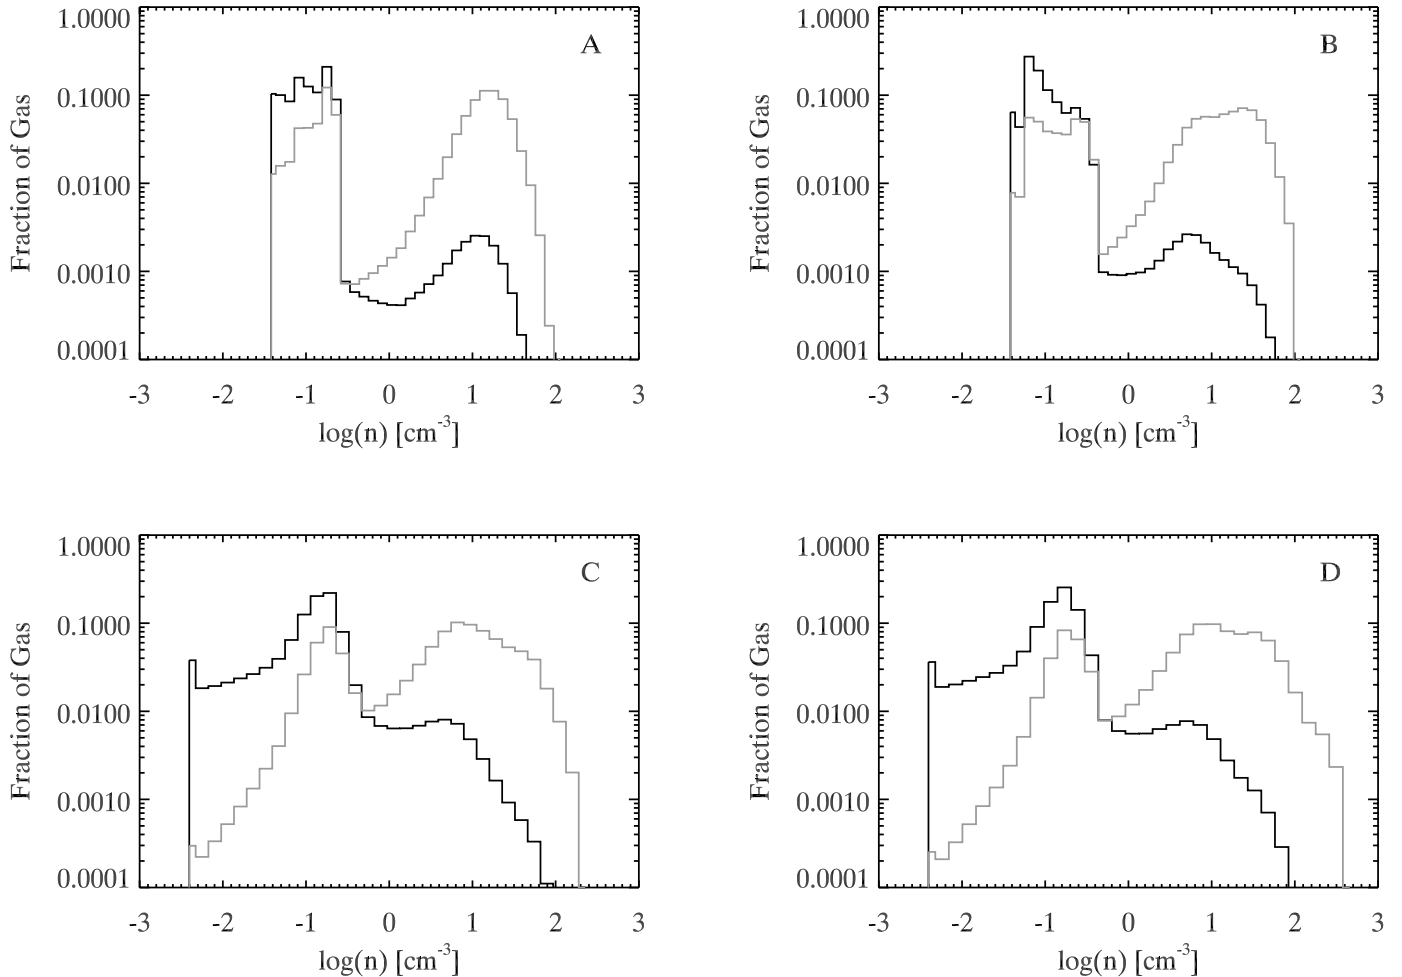 A
1.0000
0.1000
0.0100
0.0010
0.0001
Fraction of Gas
-3 -2 -1 0 1 2 3
log(n) [cm-3]
B
1.0000
0.1000
0.0100
0.0010
0.0001
Fraction of Gas
-3 -2 -1 0 1 2 3
log(n) [cm-3]
C
1.0000
0.1000
0.0100
0.0010
0.0001
Fraction of Gas
-3 -2 -1 0 1 2 3
log(n) [cm-3]
D
1.0000
0.1000
0.0100
0.0010
0.0001
Fraction of Gas
-3 -2 -1 0 1 2 3
log(n) [cm-3]